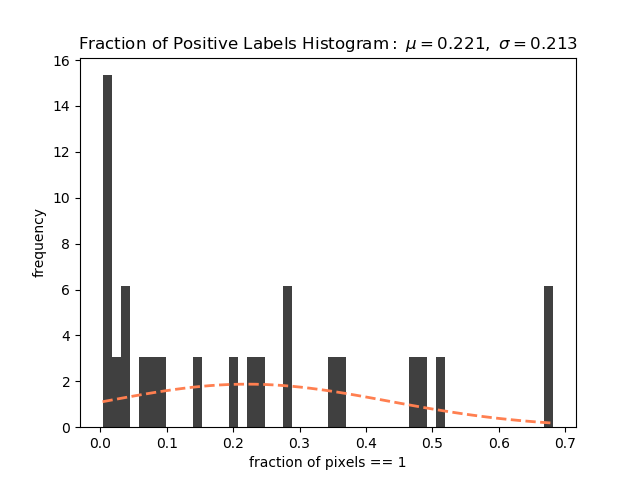 Fraction of Positive Labels Histogram: μ = 0.221, σ = 0.213
16
14
12
10
8
6
4
2
0
frequency
0.0 0.1 0.2 0.3 0.4 0.5 0.6 0.7
fraction of pixels == 1